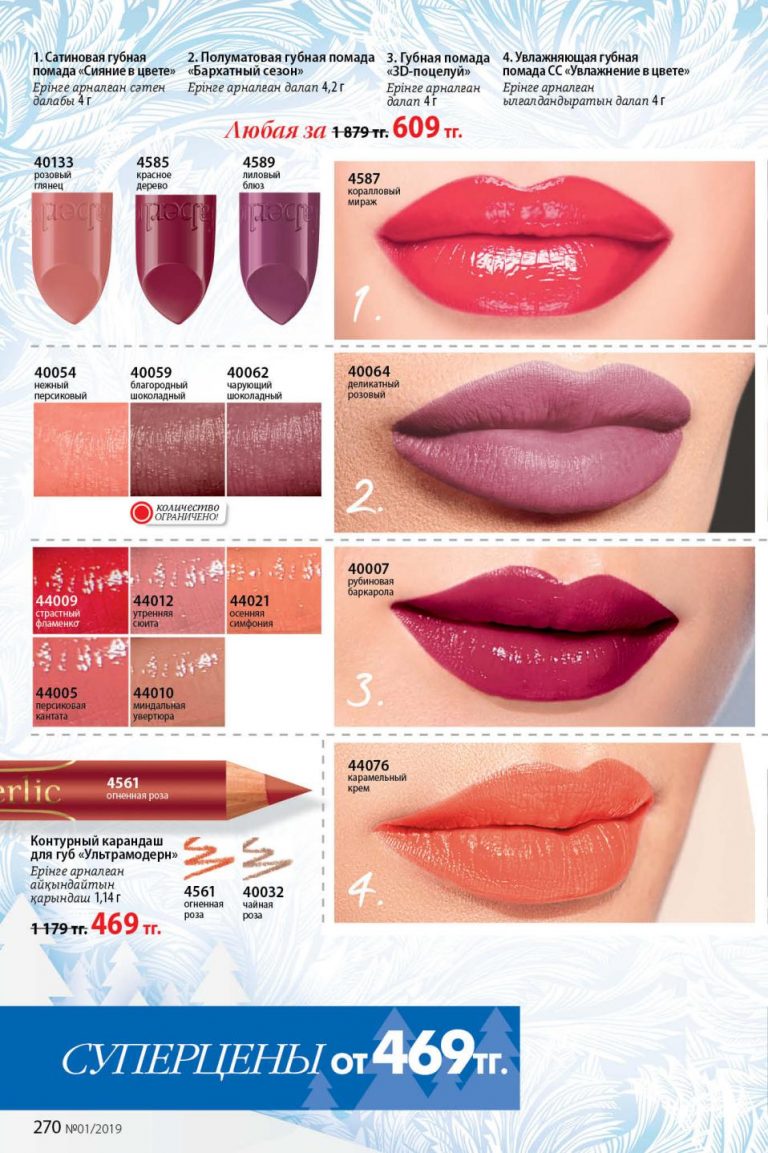 1. Сатиновая губная
помада «Сияние в цвете»
Ерінге арналған сәтен
далабы 4 г
2. Полуматовая губная помада
«Бархатный сезон»
Ерінге арналған далап 4,2 г
3. Губная помада
«3D-поцелуй»
Ерінге арналған
далап 4 г
4. Увлажняющая губная
помада СС «Увлажнение в цвете»
Ерінге арналған
ылғалдандыратын далап 4 г
Любая за 1 879 тг. 609 тг.
40133
розовый
глянец
4585
красное
дерево
4589
лиловый
блюз
4587
коралловый
мираж
1.
40054
нежный
персиковый
40059
благородный
шоколадный
40062
чарующий
шоколадный
КОЛИЧЕСТВО
ОГРАНИЧЕНО!
40064
деликатный
розовый
2.
44009
страстный
фламенко
44012
утренняя
сюита
44021
осенняя
симфония
44005
персиковая
кантата
44010
миндальная
увертюра
40007
рубиновая
баркарола
3.
erlic
4561
огненная роза
Контурный карандаш
для губ «Ультрамодерн»
Ерінге арналған
айқындайтын
қарындаш 1,14 г
1 179 тг. 469 тг.
4561
огненная
роза
40032
чайная
роза
44076
карамельный
крем
4.
СУПЕРЦЕНЫ от 469 тг.
270 №01/2019